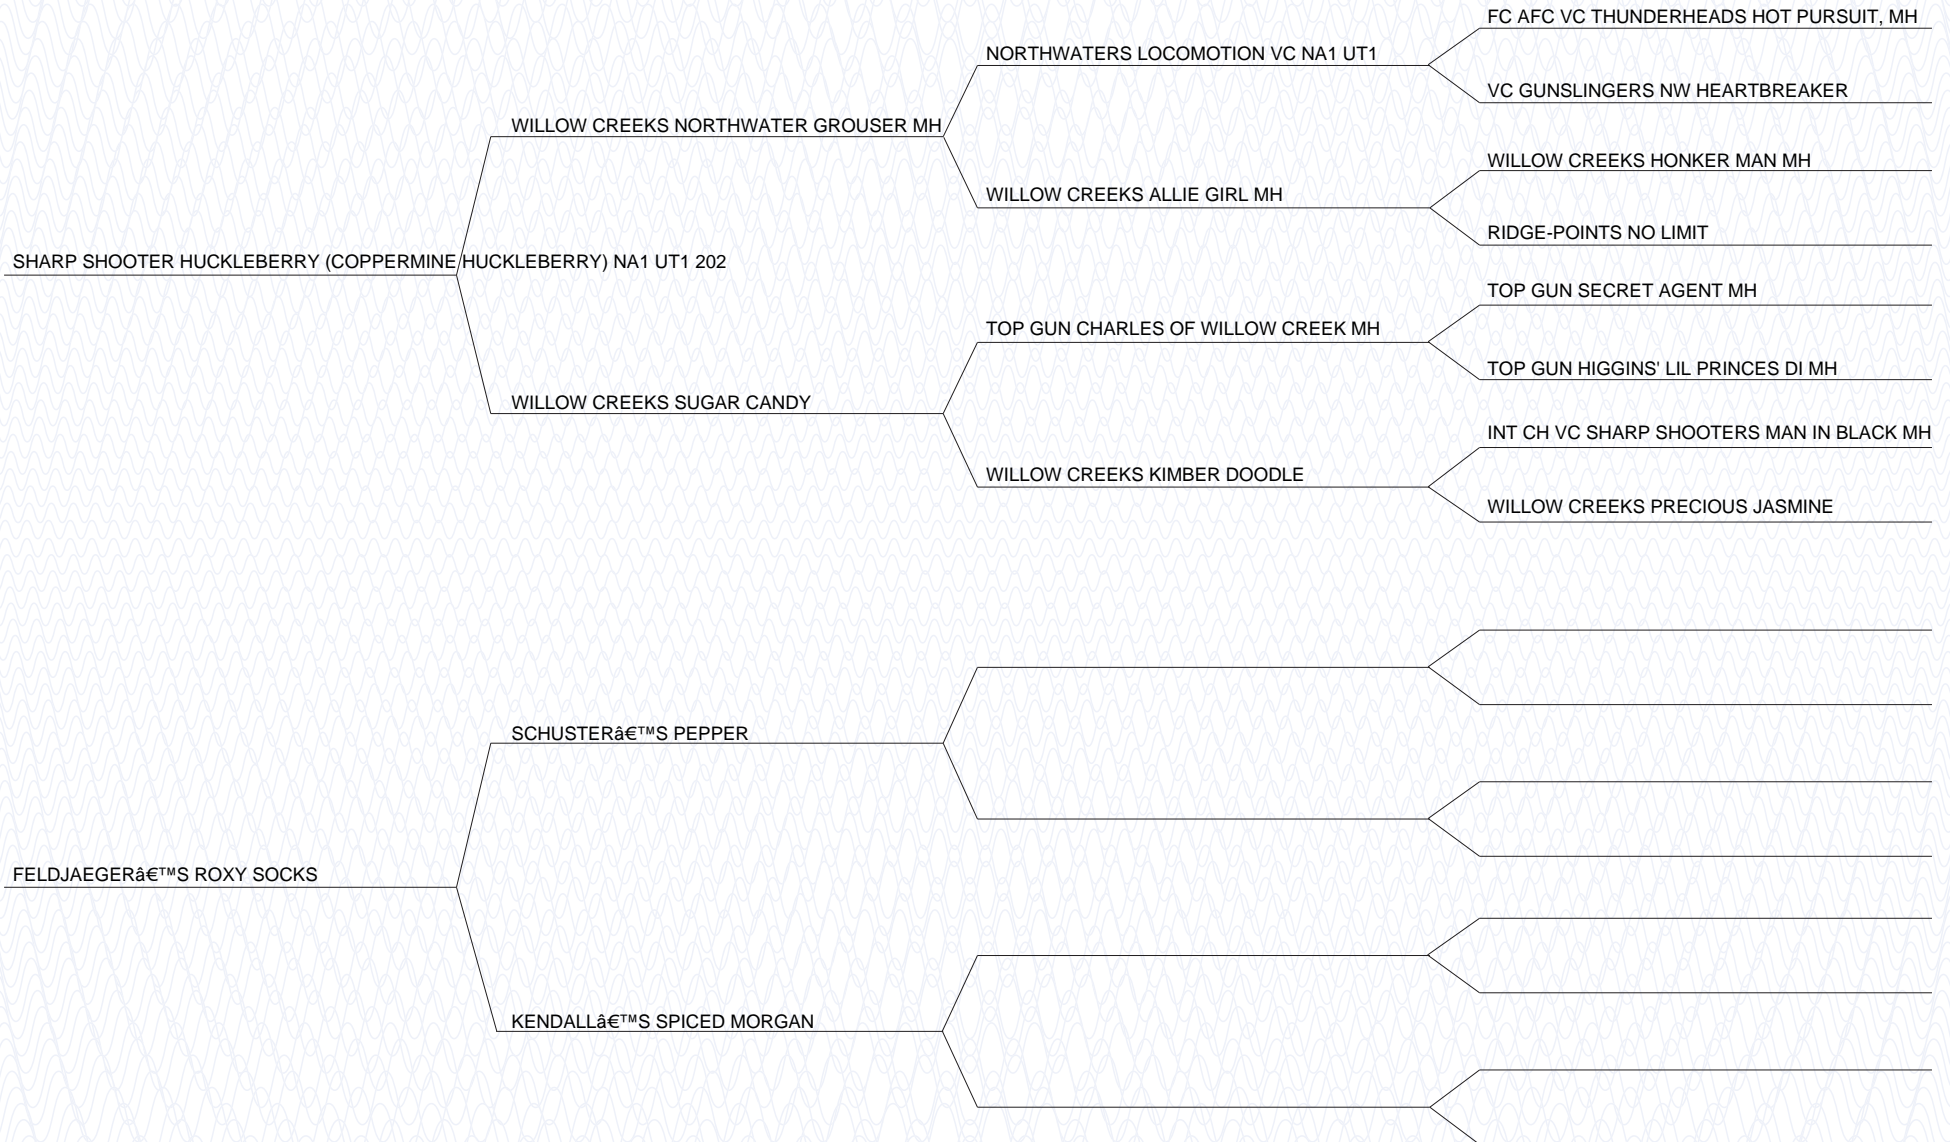 FC AFC VC THUNDERHEADS HOT PURSUIT, MH
NORTHWATERS LOCOMOTION VC NA1 UT1
VC GUNSLINGERS NW HEARTBREAKER
WILLOW CREEKS NORTHWATER GROUSER MH
WILLOW CREEKS HONKER MAN MH
WILLOW CREEKS ALLIE GIRL MH
RIDGE-POINTS NO LIMIT
SHARP SHOOTER HUCKLEBERRY (COPPERMINE HUCKLEBERRY) NA1 UT1 202
TOP GUN SECRET AGENT MH
TOP GUN CHARLES OF WILLOW CREEK MH
TOP GUN HIGGINS' LIL PRINCES DI MH
WILLOW CREEKS SUGAR CANDY
INT CH VC SHARP SHOOTERS MAN IN BLACK MH
WILLOW CREEKS KIMBER DOODLE
WILLOW CREEKS PRECIOUS JASMINE
SCHUSTERâ€™S PEPPER
FELDJAEGERâ€™S ROXY SOCKS
KENDALLâ€™S SPICED MORGAN